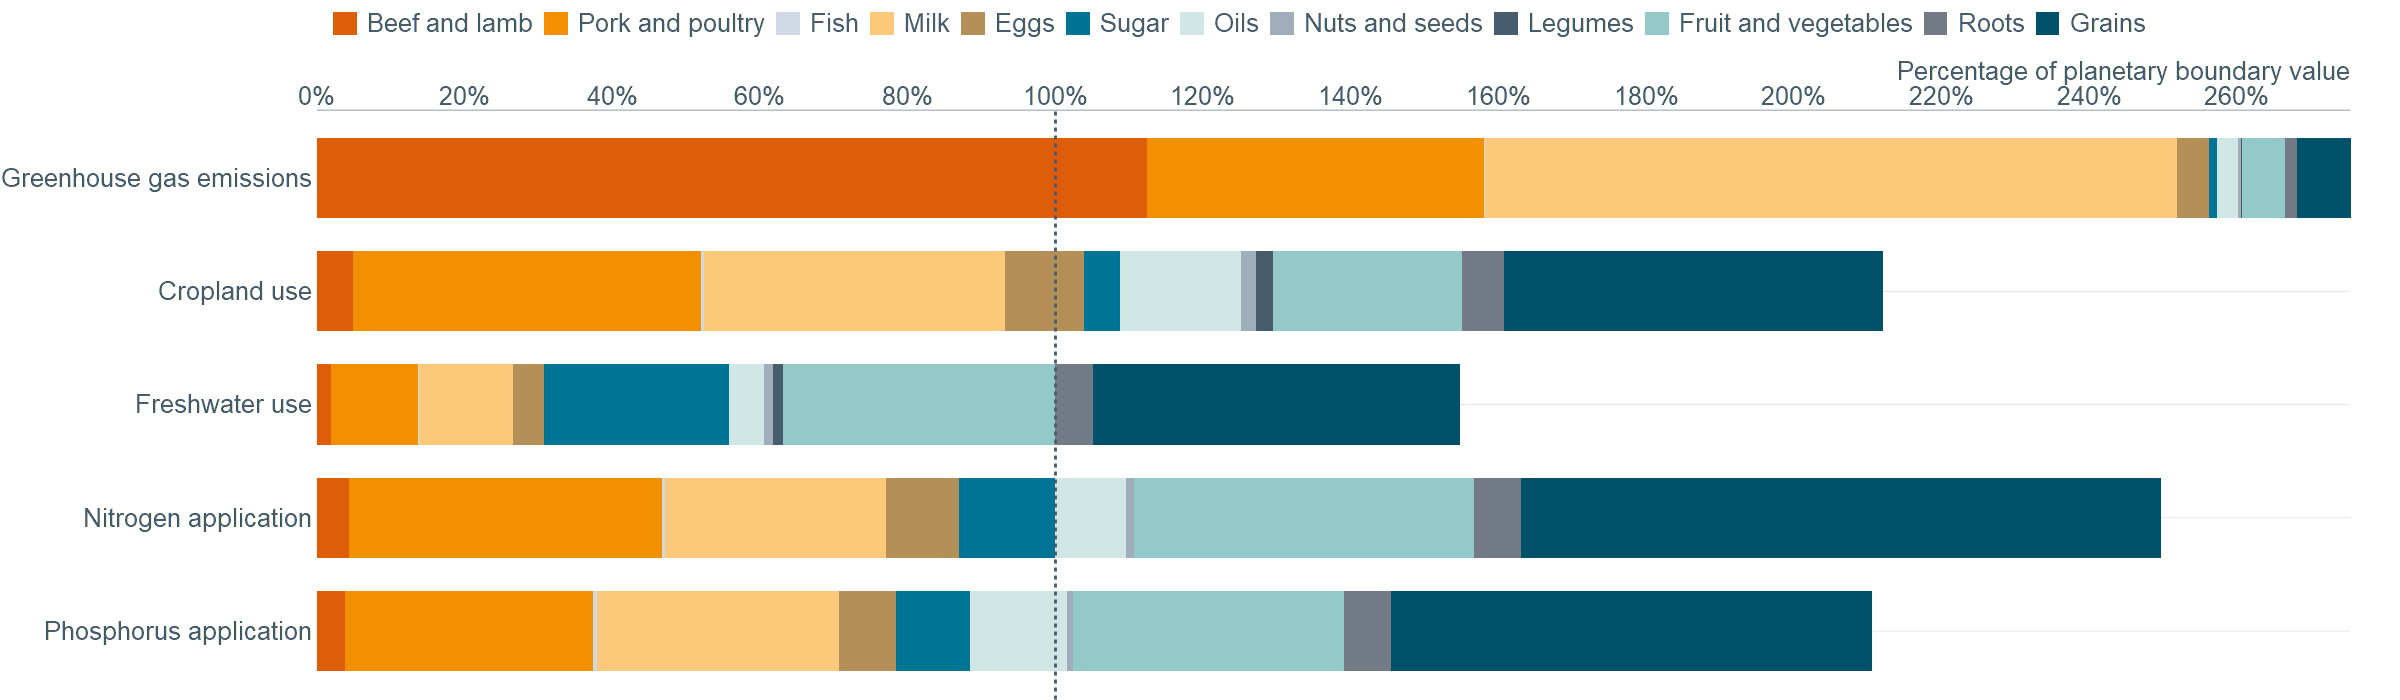 Beef and lamb Pork and poultry Fish Milk Eggs Sugar Oils Nuts and seeds Legumes Fruit and vegetables Roots Grains
Percentage of planetary boundary value
0% 20% 40% 60% 80% 100% 120% 140% 160% 180% 200% 220% 240% 260%
Greenhouse gas emissions
Cropland use
Freshwater use
Nitrogen application
Phosphorus application